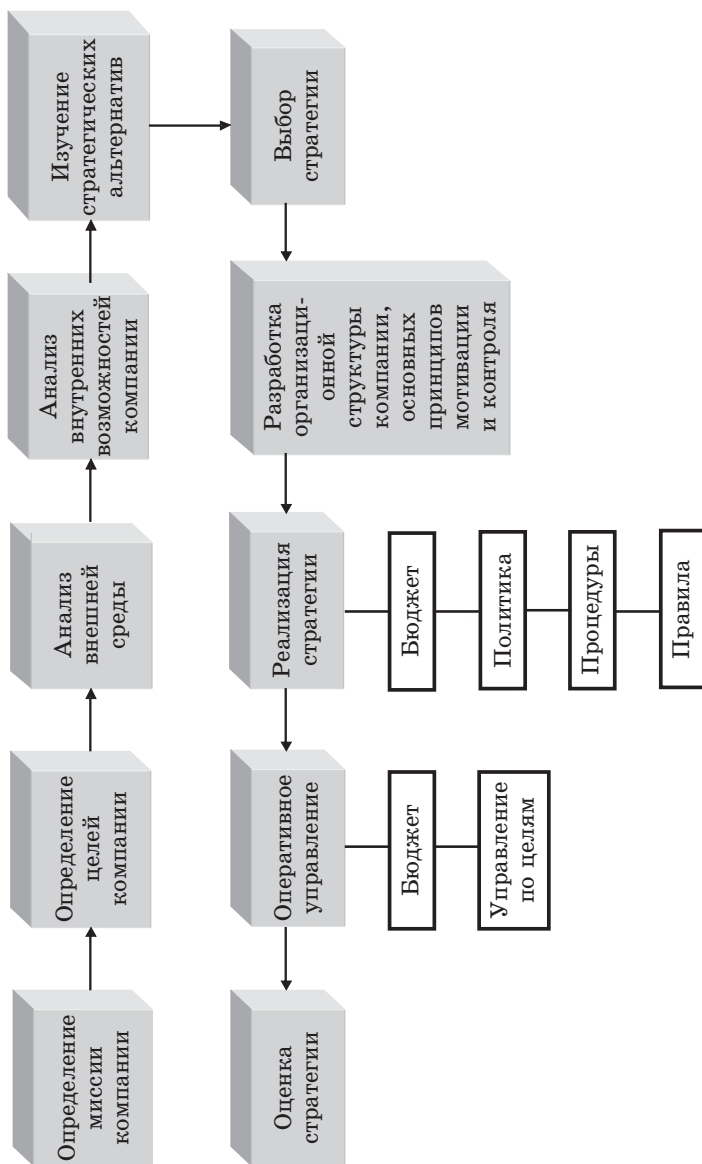 Определение
миссии
компании
Определение
целей
компании
Анализ
внешней
среды
Анализ
внутренних
возможностей
компании
Изучение
стратегических
альтернатив
Выбор
стратегии
Разработка
организаци-
онной
структуры
компании,
основных
принципов
мотивации
и контроля
Реализация
стратегии
Бюджет
Политика
Процедуры
Правила
Оперативное
управление
Бюджет
Управление
по целям
Оценка
стратегии